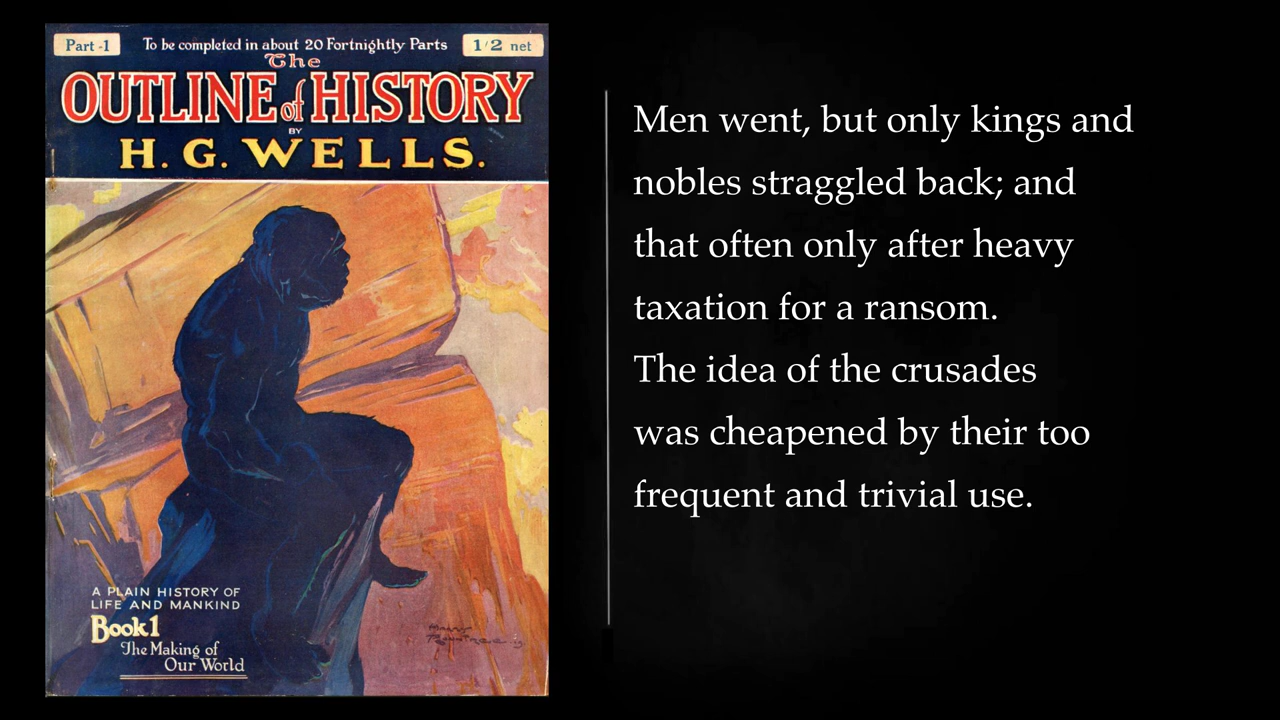 Part -1
To be completed in about 20 Fortnightly Parts
1/2 net
The
OUTLINE of HISTORY
BY
H. G. WELLS.
A PLAIN HISTORY OF
LIFE AND MANKIND
Book 1
The Making of
Our World
Men went, but only kings and
nobles straggled back; and
that often only after heavy
taxation for a ransom.
The idea of the crusades
was cheapened by their too
frequent and trivial use.